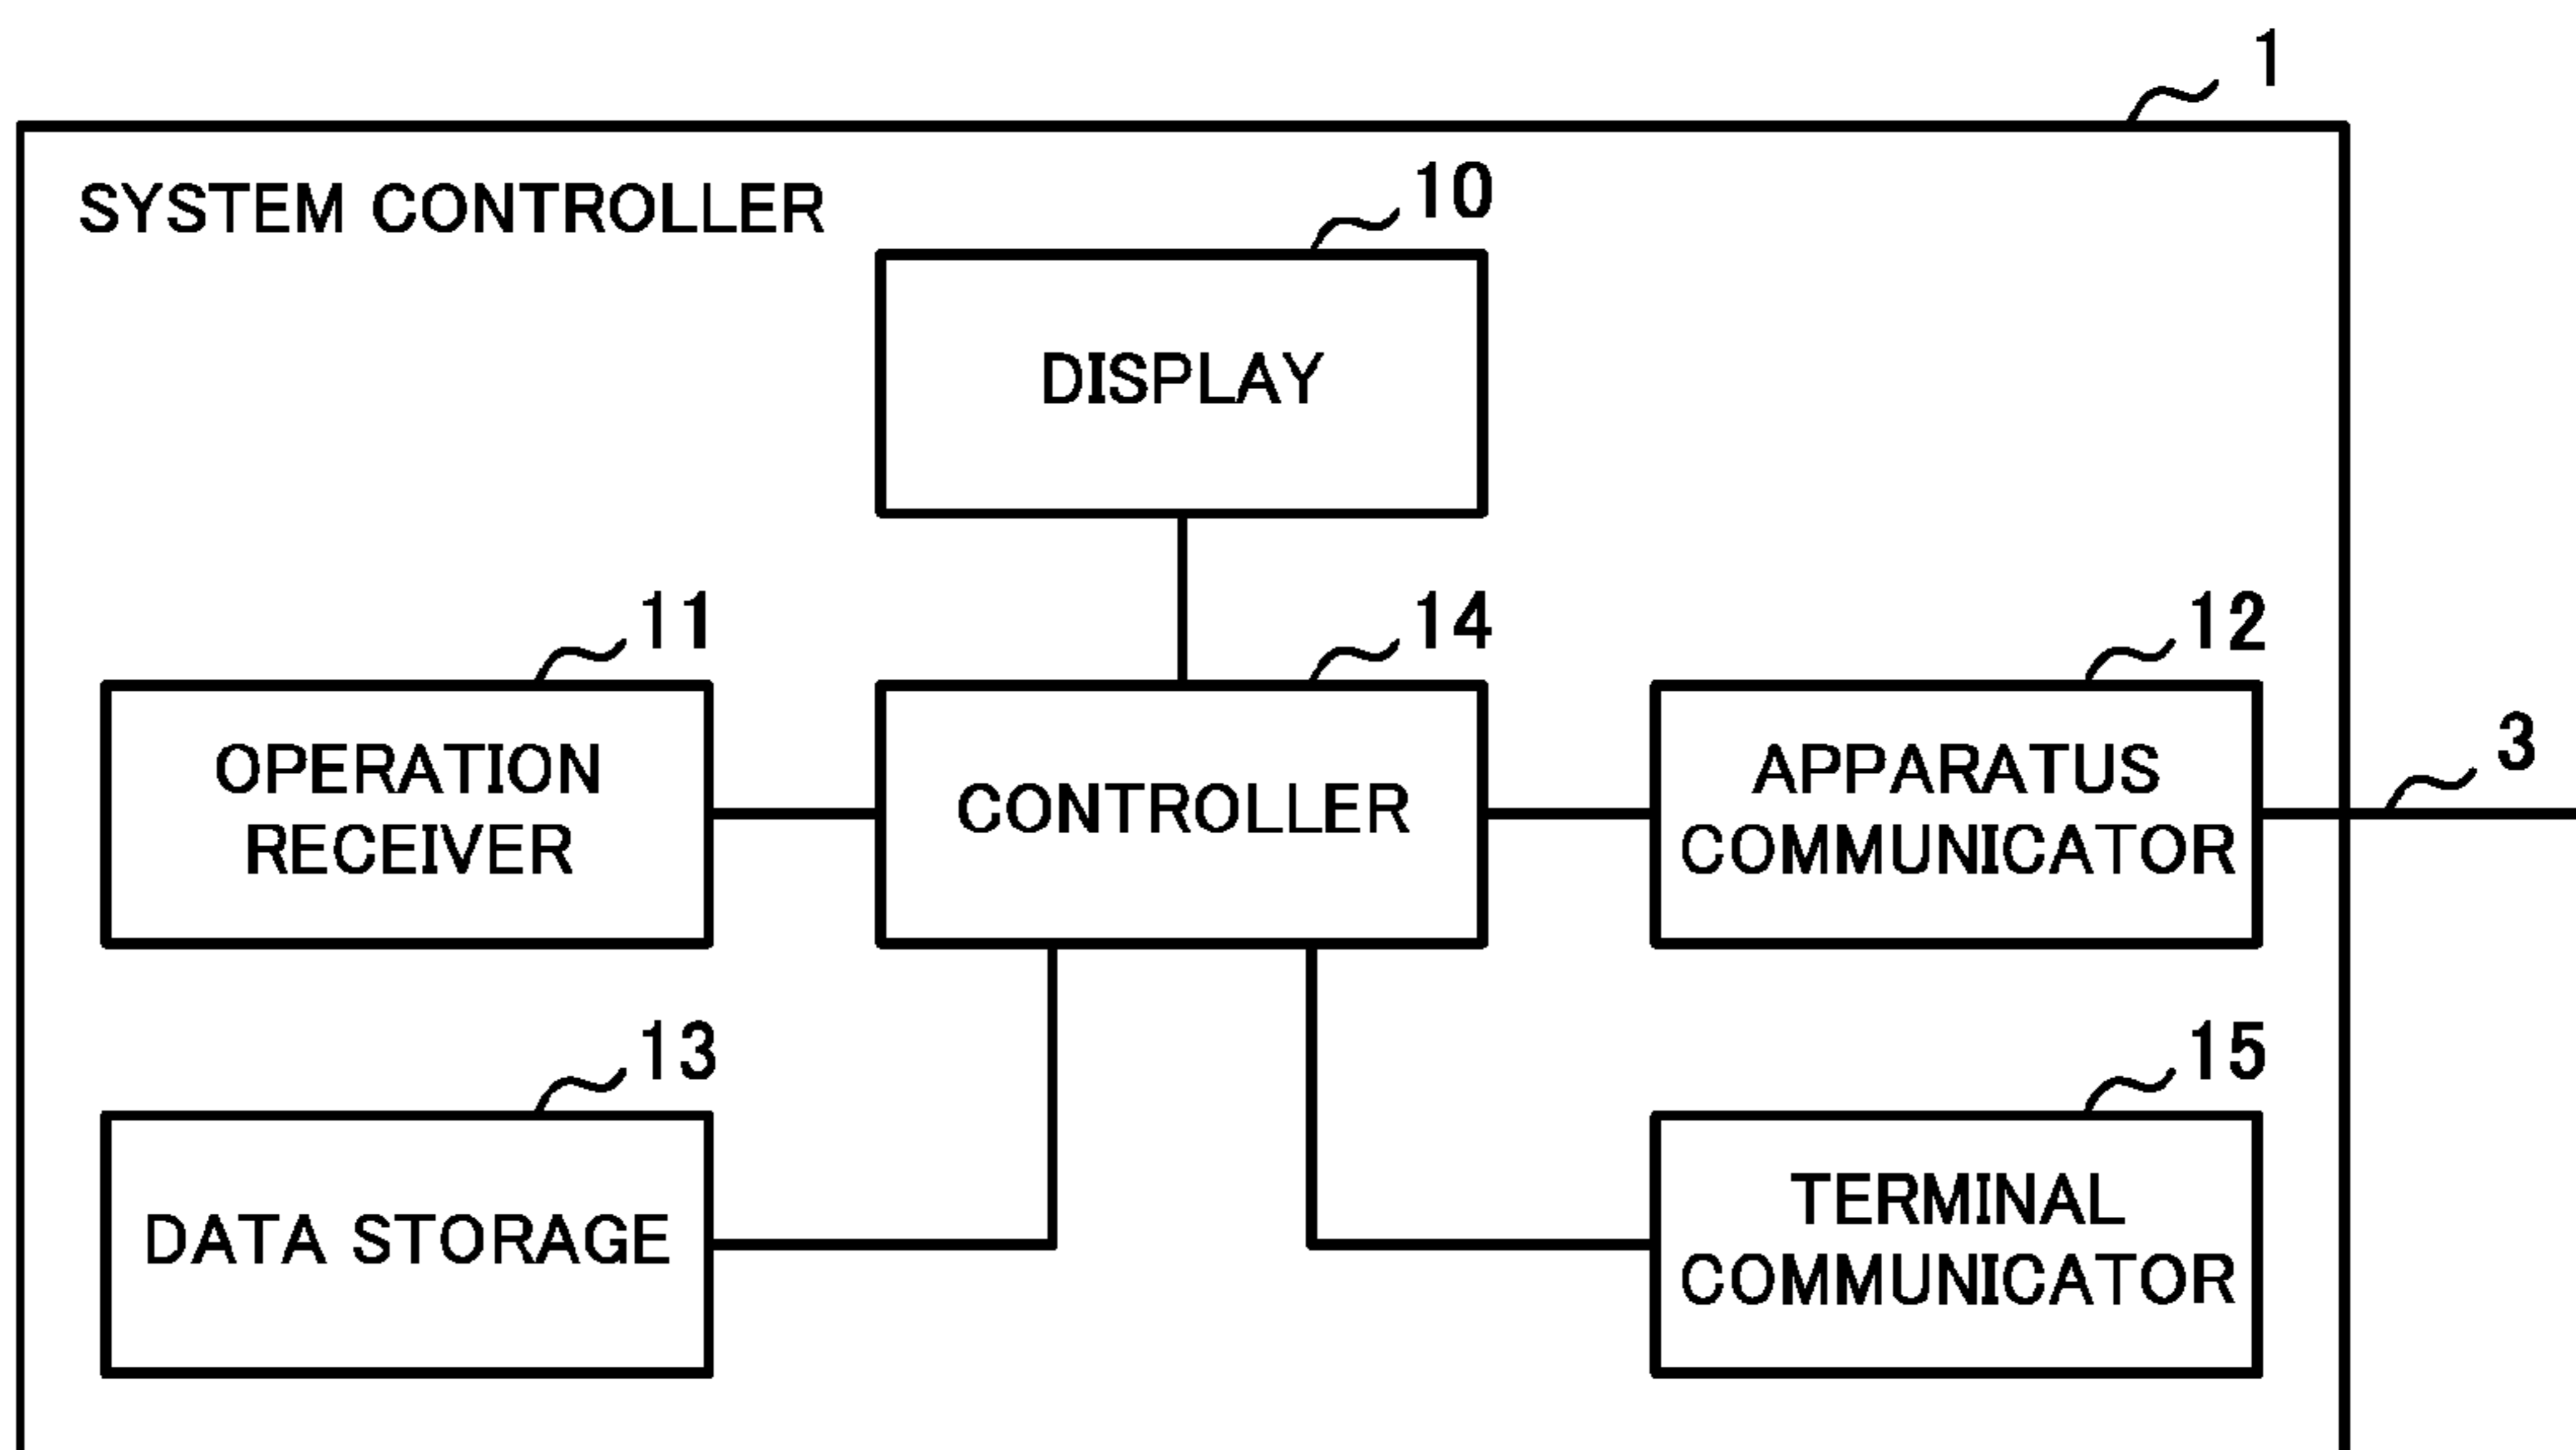 1
SYSTEM CONTROLLER
10
DISPLAY
11
14
12
OPERATION
RECEIVER
CONTROLLER
APPARATUS
COMMUNICATOR
3
13
15
DATA STORAGE
TERMINAL
COMMUNICATOR